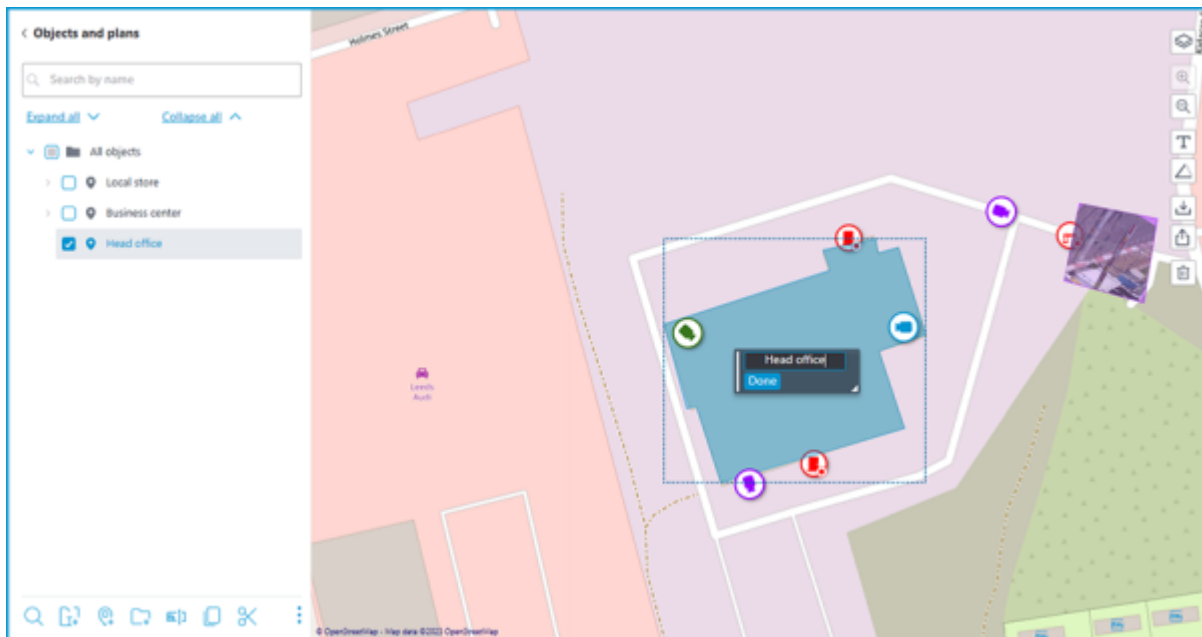 Objects and plans
Search by name
Expand all
Collapse all
All objects
Local store
Business center
Head office
Holmes Street
Leeds
Audi
Head office
Done
T
© OpenStreetMap - Map data ©2023 OpenStreetMap